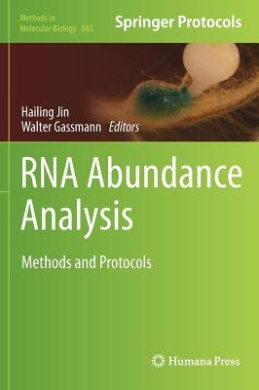 Methods in
Molecular Biology 883
Springer Protocols
Hailing Jin
Walter Gassmann Editors
RNA Abundance
Analysis
Methods and Protocols
Humana Press